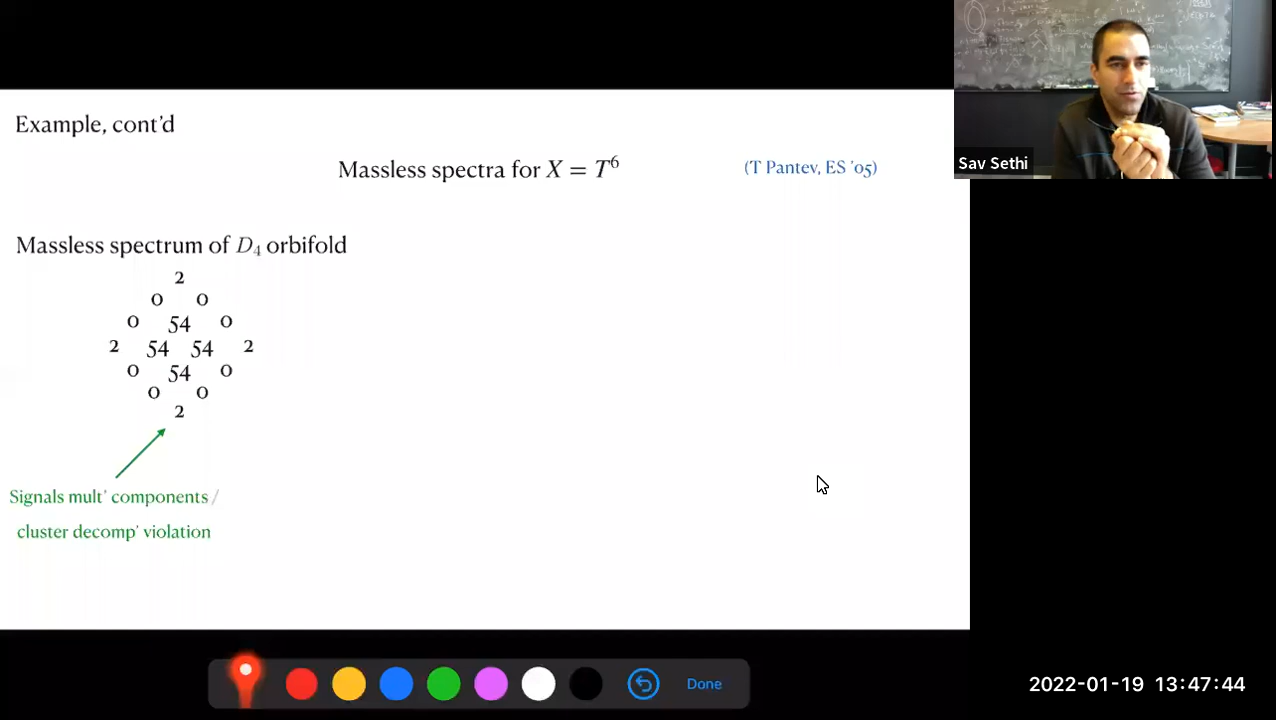 Example, cont'd
Massless spectra for X = T⁶
(T Pantev, ES '05)
Sav Sethi
Massless spectrum of D₄ orbifold
2
0 0
0 54 0
2 54 54 2
0 54 0
0 0
2
Signals mult' components /
cluster decomp' violation
Done
2022-01-19 13:47:44